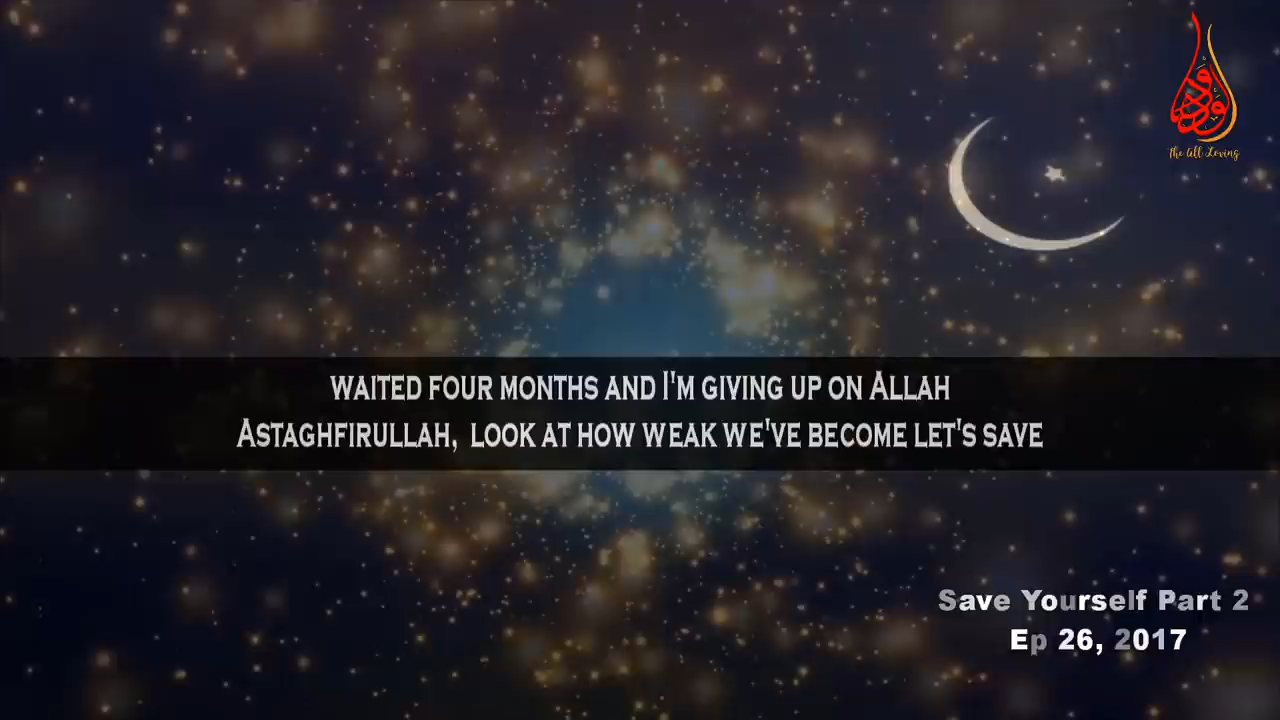 ودود
The All Loving
WAITED FOUR MONTHS AND I'M GIVING UP ON ALLAH
ASTAGHFIRULLAH, LOOK AT HOW WEAK WE'VE BECOME LET'S SAVE
Save Yourself Part 2
Ep 26, 2017